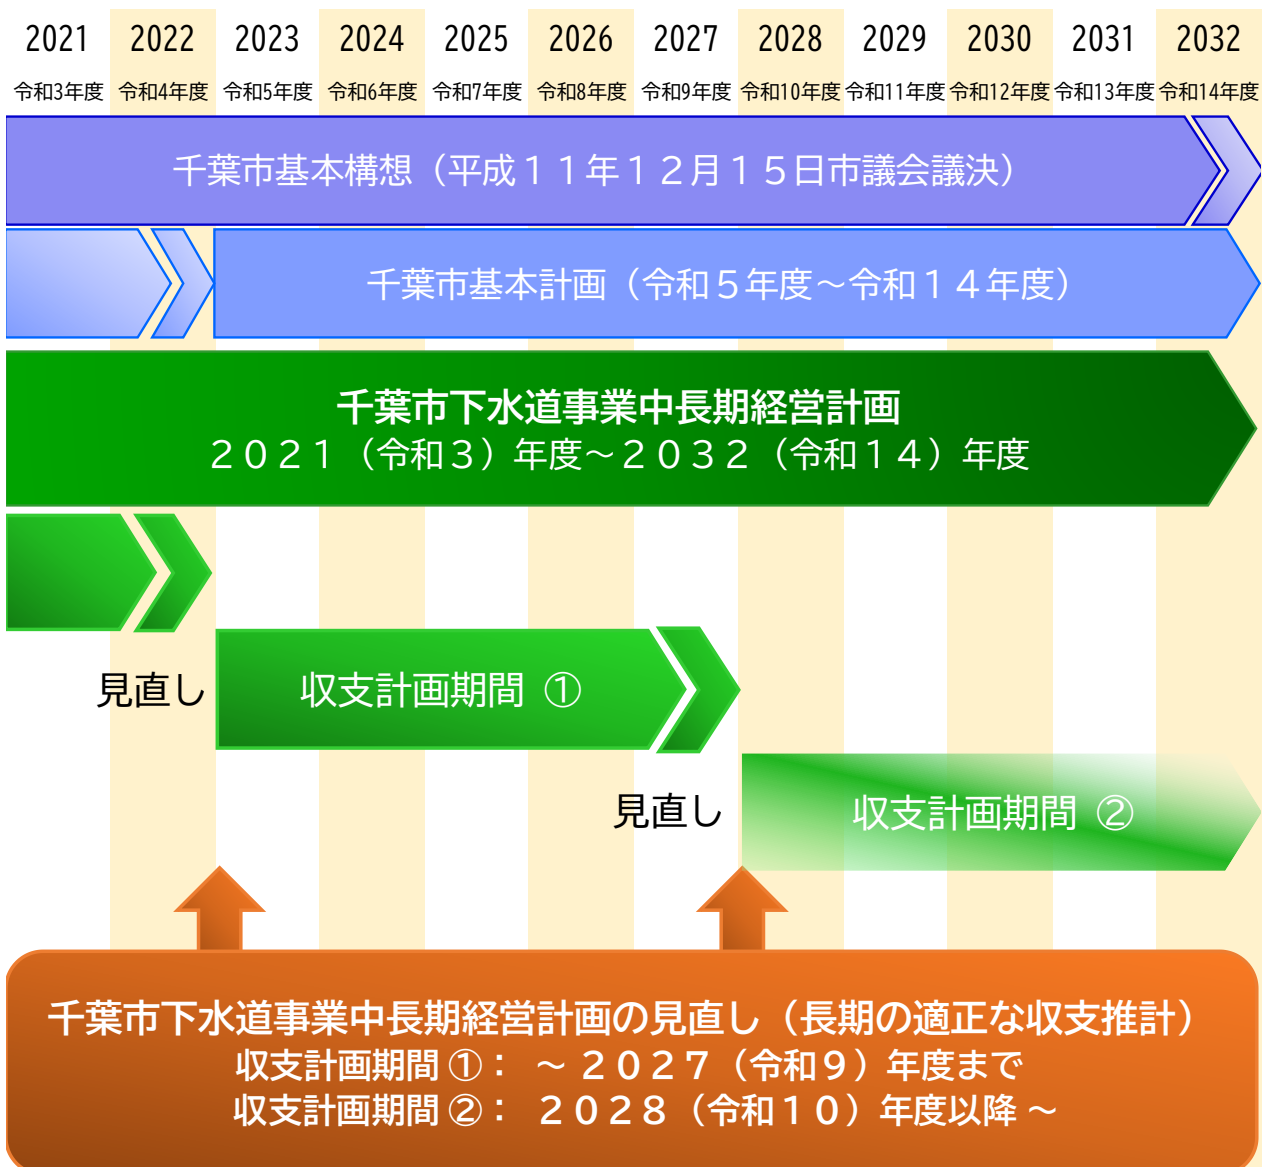 2021 2022 2023 2024 2025 2026 2027 2028 2029 2030 2031 2032
令和3年度 令和4年度 令和5年度 令和6年度 令和7年度 令和8年度 令和9年度 令和10年度 令和11年度 令和12年度 令和13年度 令和14年度
千葉市基本構想（平成１１年１２月１５日市議会議決）
千葉市基本計画（令和５年度～令和１４年度）
千葉市下水道事業中長期経営計画
２０２１（令和３）年度～２０３２（令和１４）年度
見直し 収支計画期間 ①
見直し 収支計画期間 ②
千葉市下水道事業中長期経営計画の見直し（長期の適正な収支推計）
収支計画期間 ①： ～ ２０２７（令和９）年度まで
収支計画期間 ②： ２０２８（令和１０）年度以降 ～